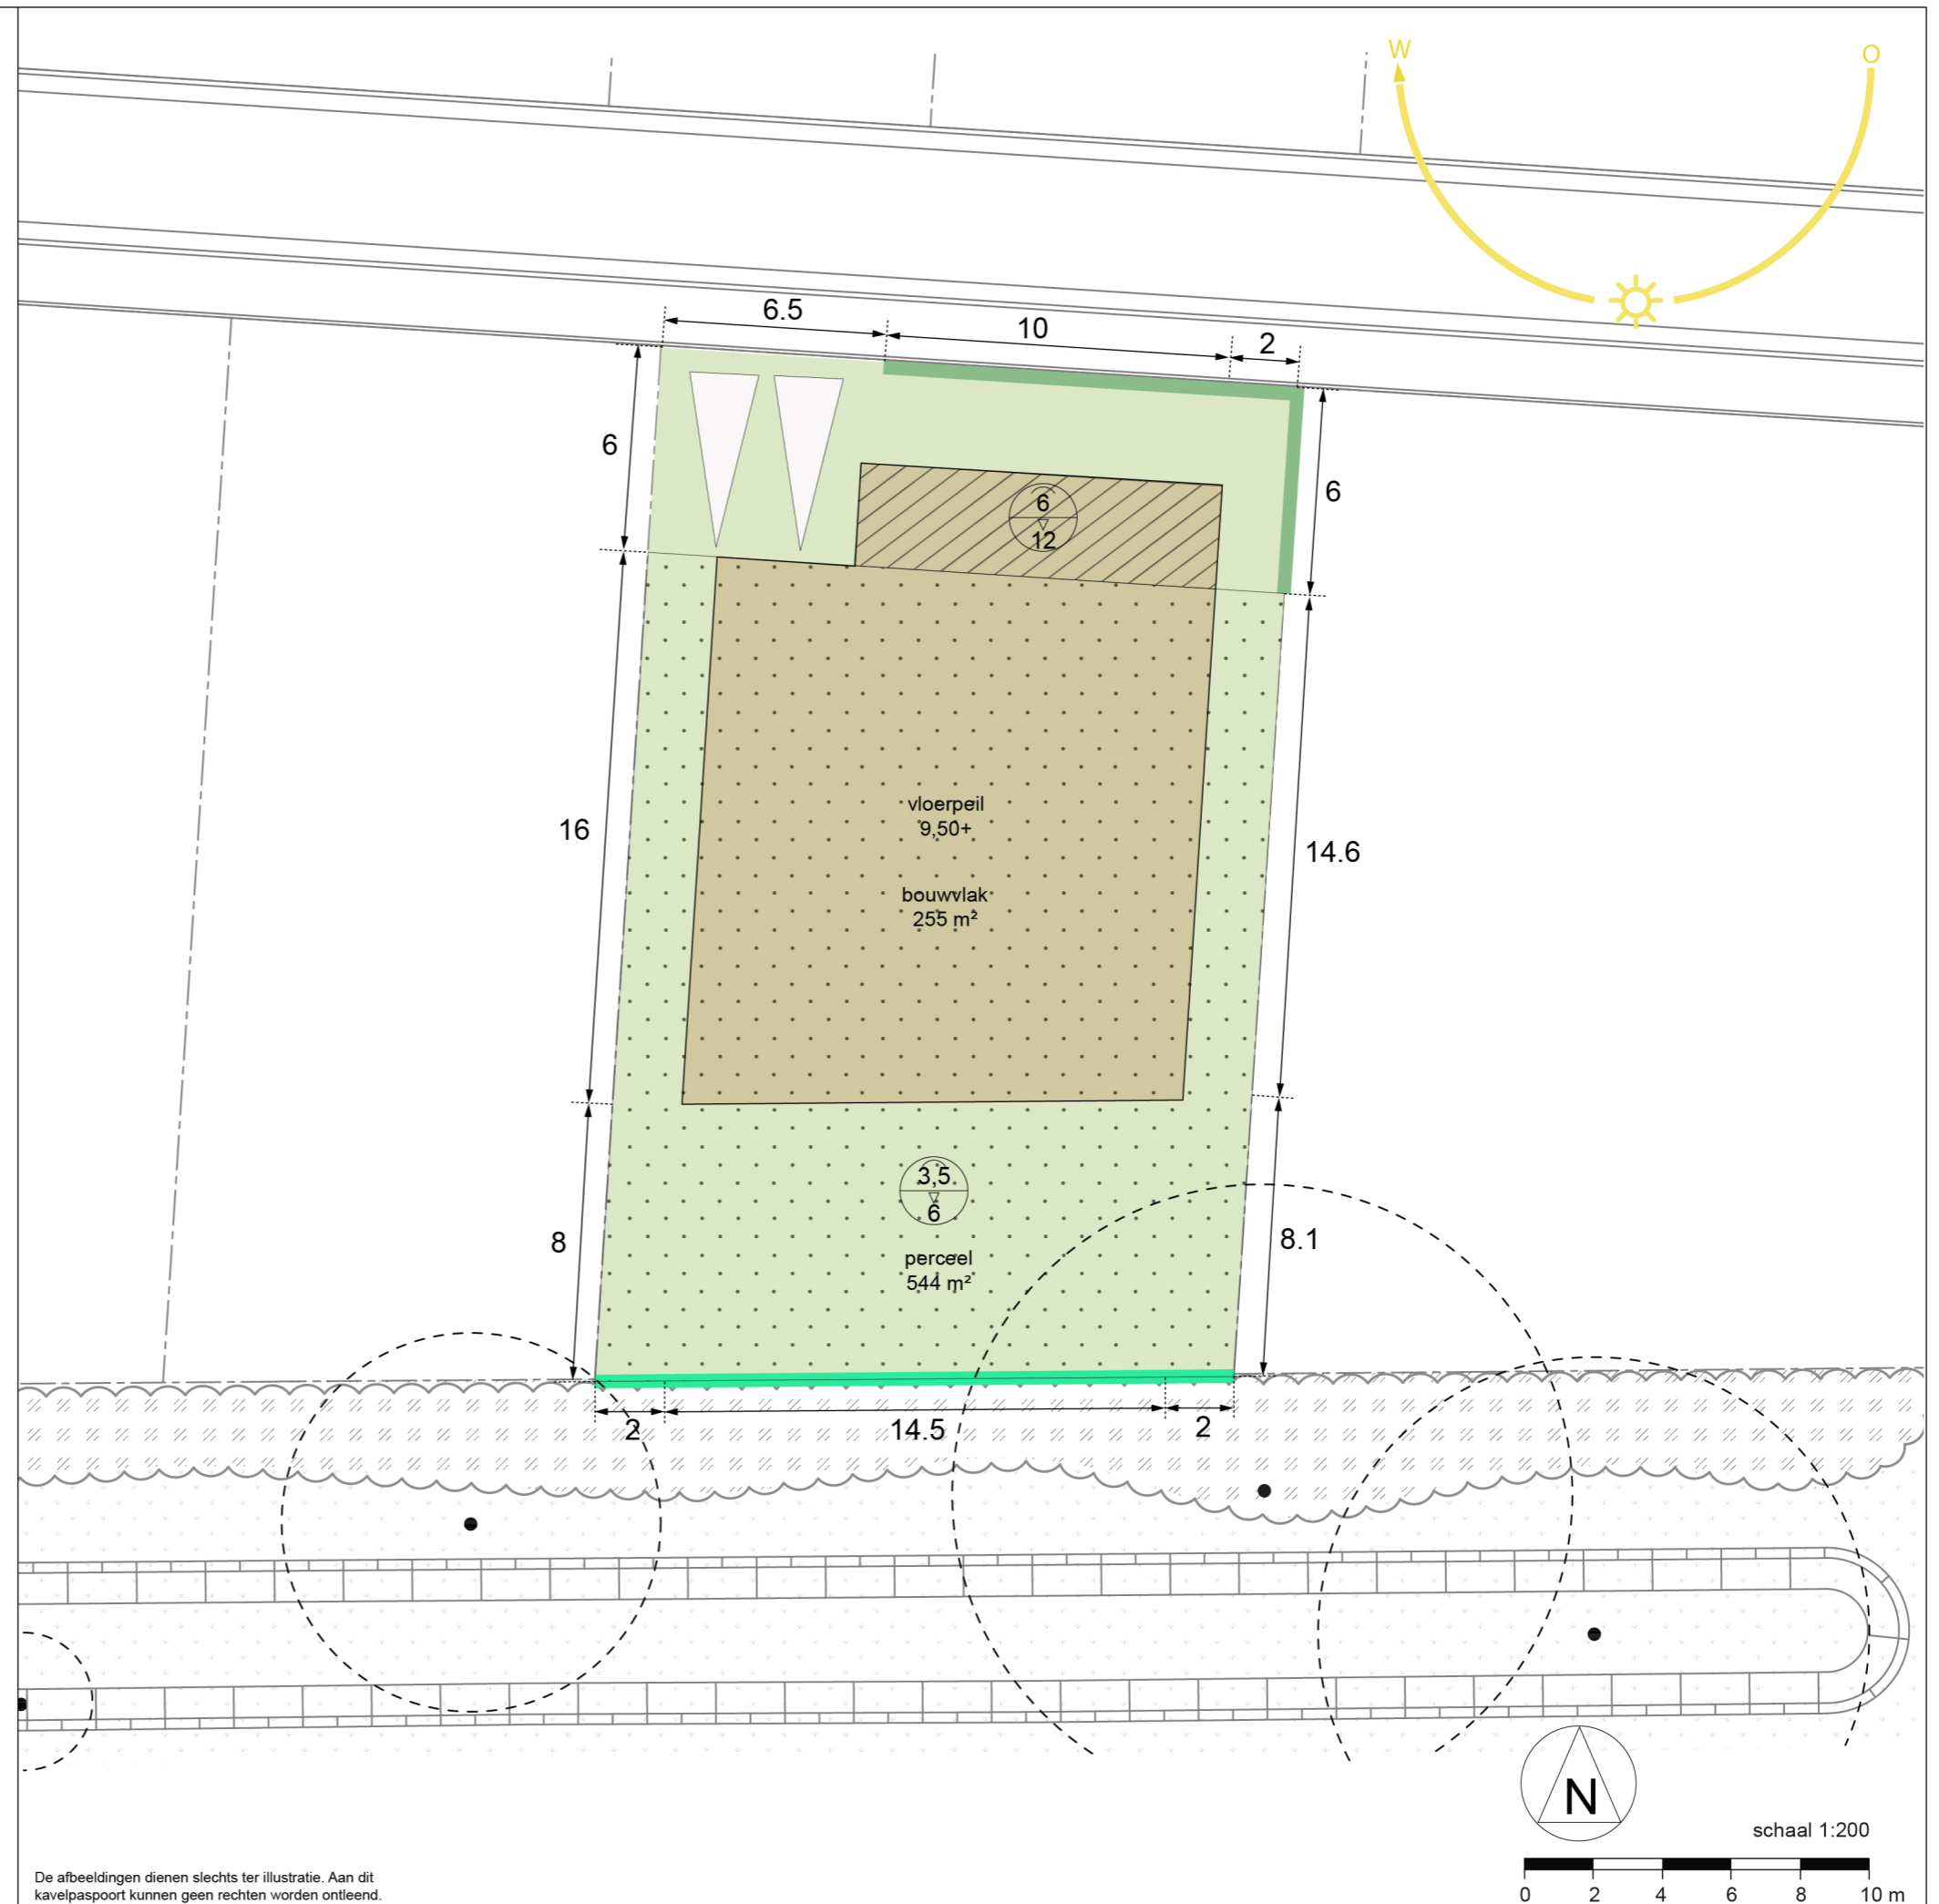 W
O
6.5
10
2
6
6
12
6
16
vloerpeil
9,50+
14.6
bouwvlak
255 m²
3,5
6
8
8.1
perceel
544 m²
2
14.5
2
N
schaal 1:200
De afbeeldingen dienen slechts ter illustratie. Aan dit
kavelpaspoort kunnen geen rechten worden ontleend.
0 2 4 6 8 10 m